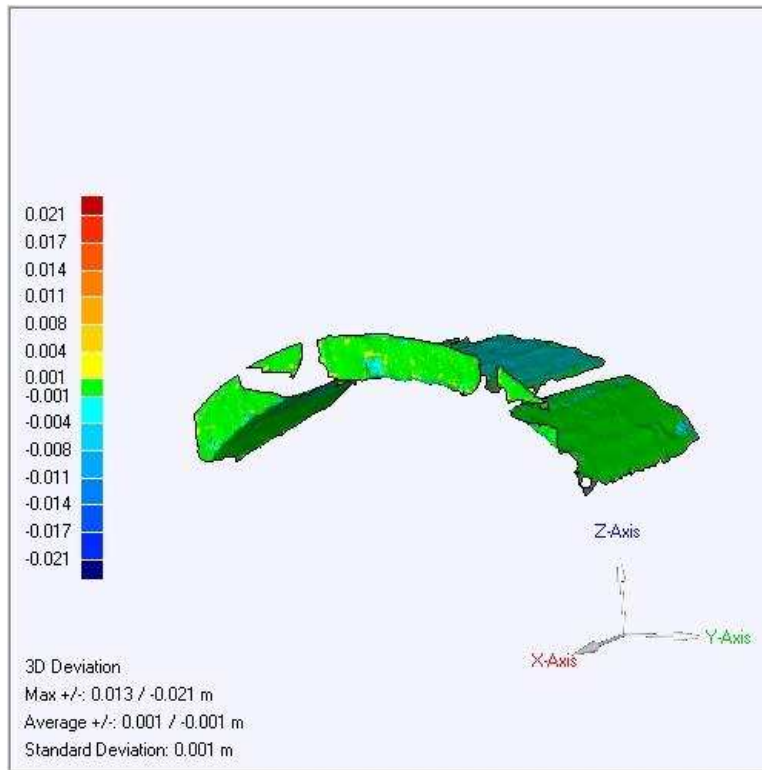 0.021
0.017
0.014
0.011
0.008
0.004
0.001
-0.001
-0.004
-0.008
-0.011
-0.014
-0.017
-0.021
Z-Axis
Y-Axis
X-Axis
3D Deviation
Max +/-: 0.013 / -0.021 m
Average +/-: 0.001 / -0.001 m
Standard Deviation: 0.001 m